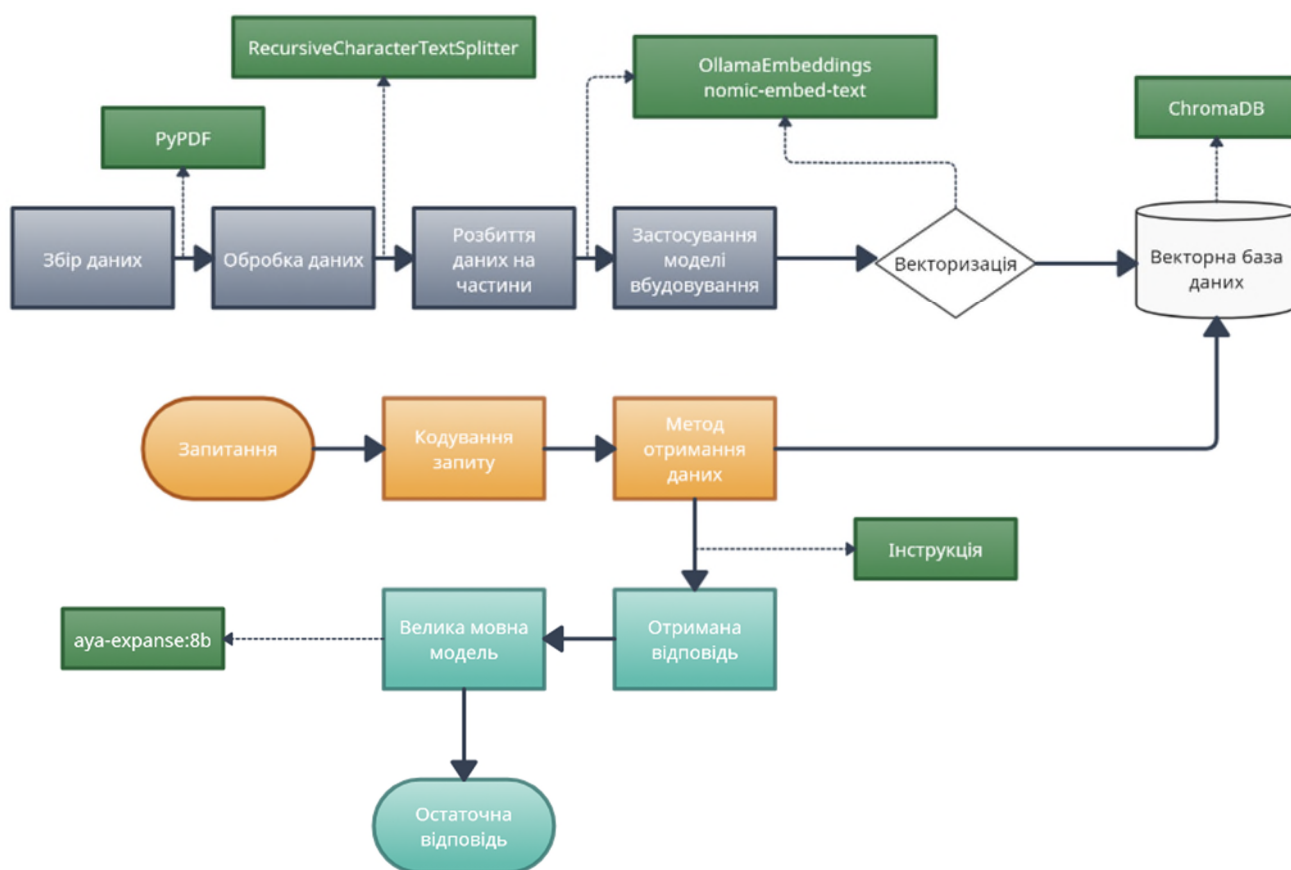 RecursiveCharacterTextSplitter
OllamaEmbeddings
nomic-embed-text
ChromaDB
PyPDF
Збір даних
Обробка даних
Розбиття
даних на
частини
Застосування
моделі
вбудовування
Векторизація
Векторна база
даних
Запитання
Кодування
запиту
Метод
отримання
даних
Інструкція
aya-expanse:8b
Велика мовна
модель
Отримана
відповідь
Остаточна
відповідь